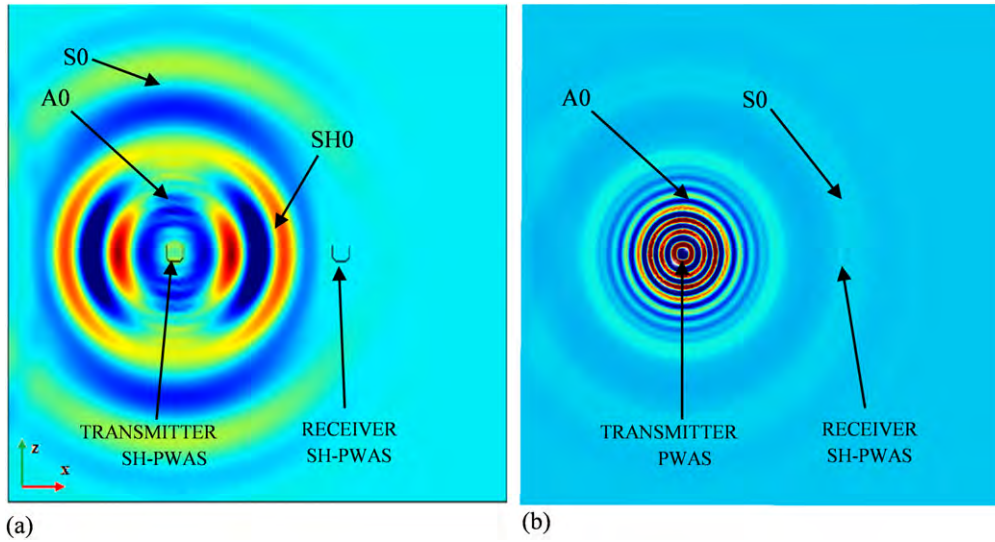 S0
A0
SH0
TRANSMITTER
SH-PWAS
RECEIVER
SH-PWAS
z
x
(a)
A0
S0
TRANSMITTER
PWAS
RECEIVER
SH-PWAS
(b)